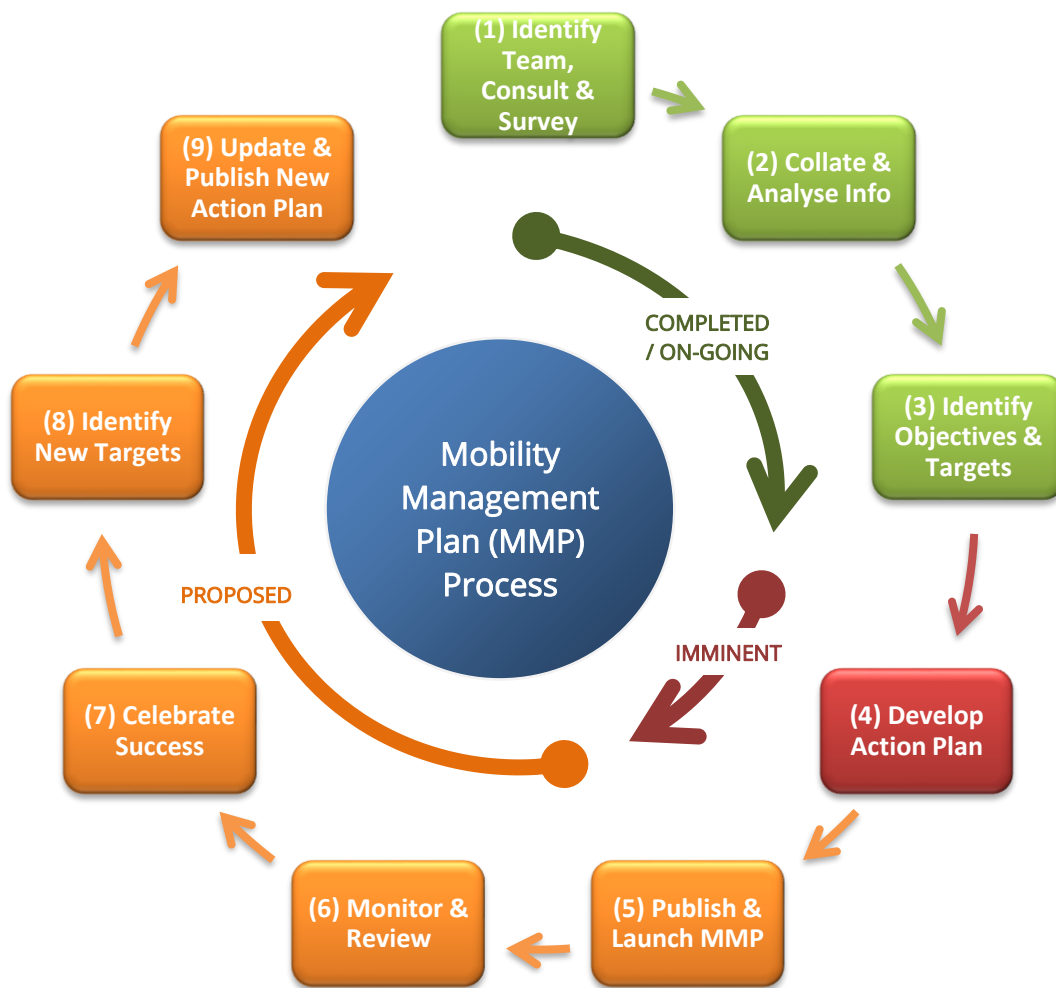 (1) Identify
Team,
Consult &
Survey
(2) Collate &
Analyse Info
(3) Identify
Objectives &
Targets
(4) Develop
Action Plan
(5) Publish &
Launch MMP
(6) Monitor &
Review
(7) Celebrate
Success
(8) Identify
New Targets
(9) Update &
Publish New
Action Plan
COMPLETED
/ ON-GOING
IMMINENT
PROPOSED
Mobility
Management
Plan (MMP)
Process